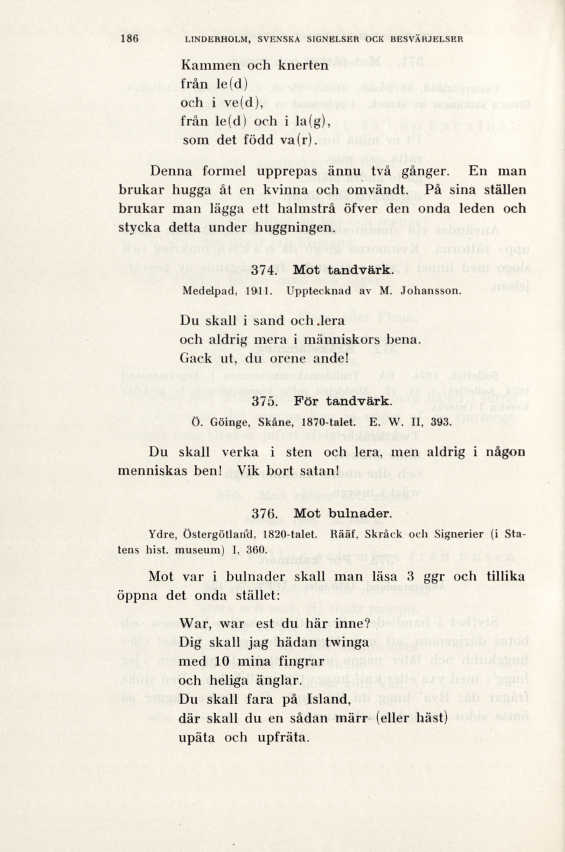 186 LINDERHOLM, SVENSKA SIGNELSER OCK BESVÄRJELSER
Kammen och knerten
från le(d)
och i ve(d),
från le(d) och i la(g),
som det född va(r).
Denna formel upprepas ännu två gånger. En man
brukar hugga åt en kvinna och omvändt. På sina ställen
brukar man lägga ett halmstrå öfver den onda leden och
stycka detta under huggningen.
374. Mot tandvärk.
Medelpad, 1911. Upptecknad av M. Johansson.
Du skall i sand och .lera
och aldrig mera i människors bena.
Gack ut, du orene ande!
375. För tandvärk.
Ö. Göinge, Skåne, 1870-talet. E. W. II, 393.
Du skall verka i sten och lera, men aldrig i någon
menniskas ben! Vik bort satan!
376. Mot bulnader.
Ydre, Östergötland, 1820-talet. Rääf, Skråck och Signerier (i Sta-
tens hist. museum) I, 360.
Mot var i bulnader skall man läsa 3 ggr och tillika
öppna det onda stället:
War, war est du här inne?
Dig skall jag hädan twinga
med 10 mina fingrar
och heliga änglar.
Du skall fara på Island,
där skall du en sådan märr (eller häst)
upäta och upfräta.